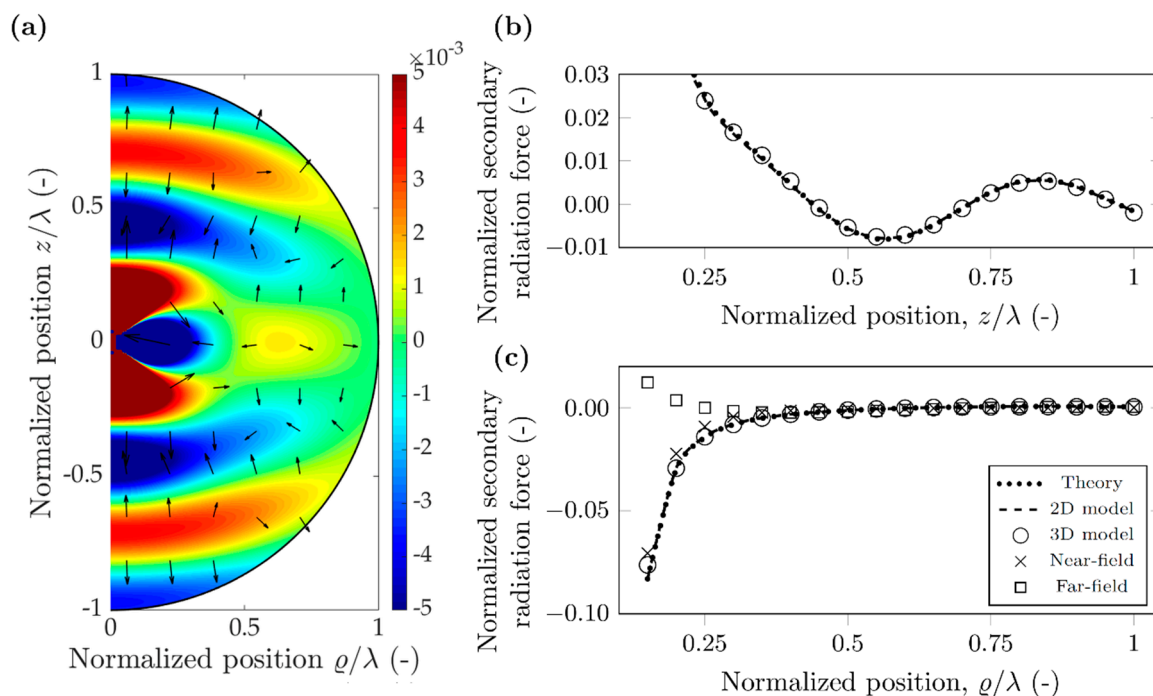 (a)
×10⁻³
1
0.5
0
-0.5
-1
Normalized position z/λ (-)
0
0.5
1
Normalized position ϱ/λ (-)
5
4
3
2
1
0
-1
-2
-3
-4
-5
(b)
Normalized secondary
radiation force (-)
0.03
0.02
0.01
0.00
−0.01
0.25
0.5
0.75
1
Normalized position, z/λ (-)
(c)
Normalized secondary
radiation force (-)
0.00
−0.05
−0.10
Theory
2D model
3D model
Near-field
Far-field
0.25
0.5
0.75
1
Normalized position, ϱ/λ (-)